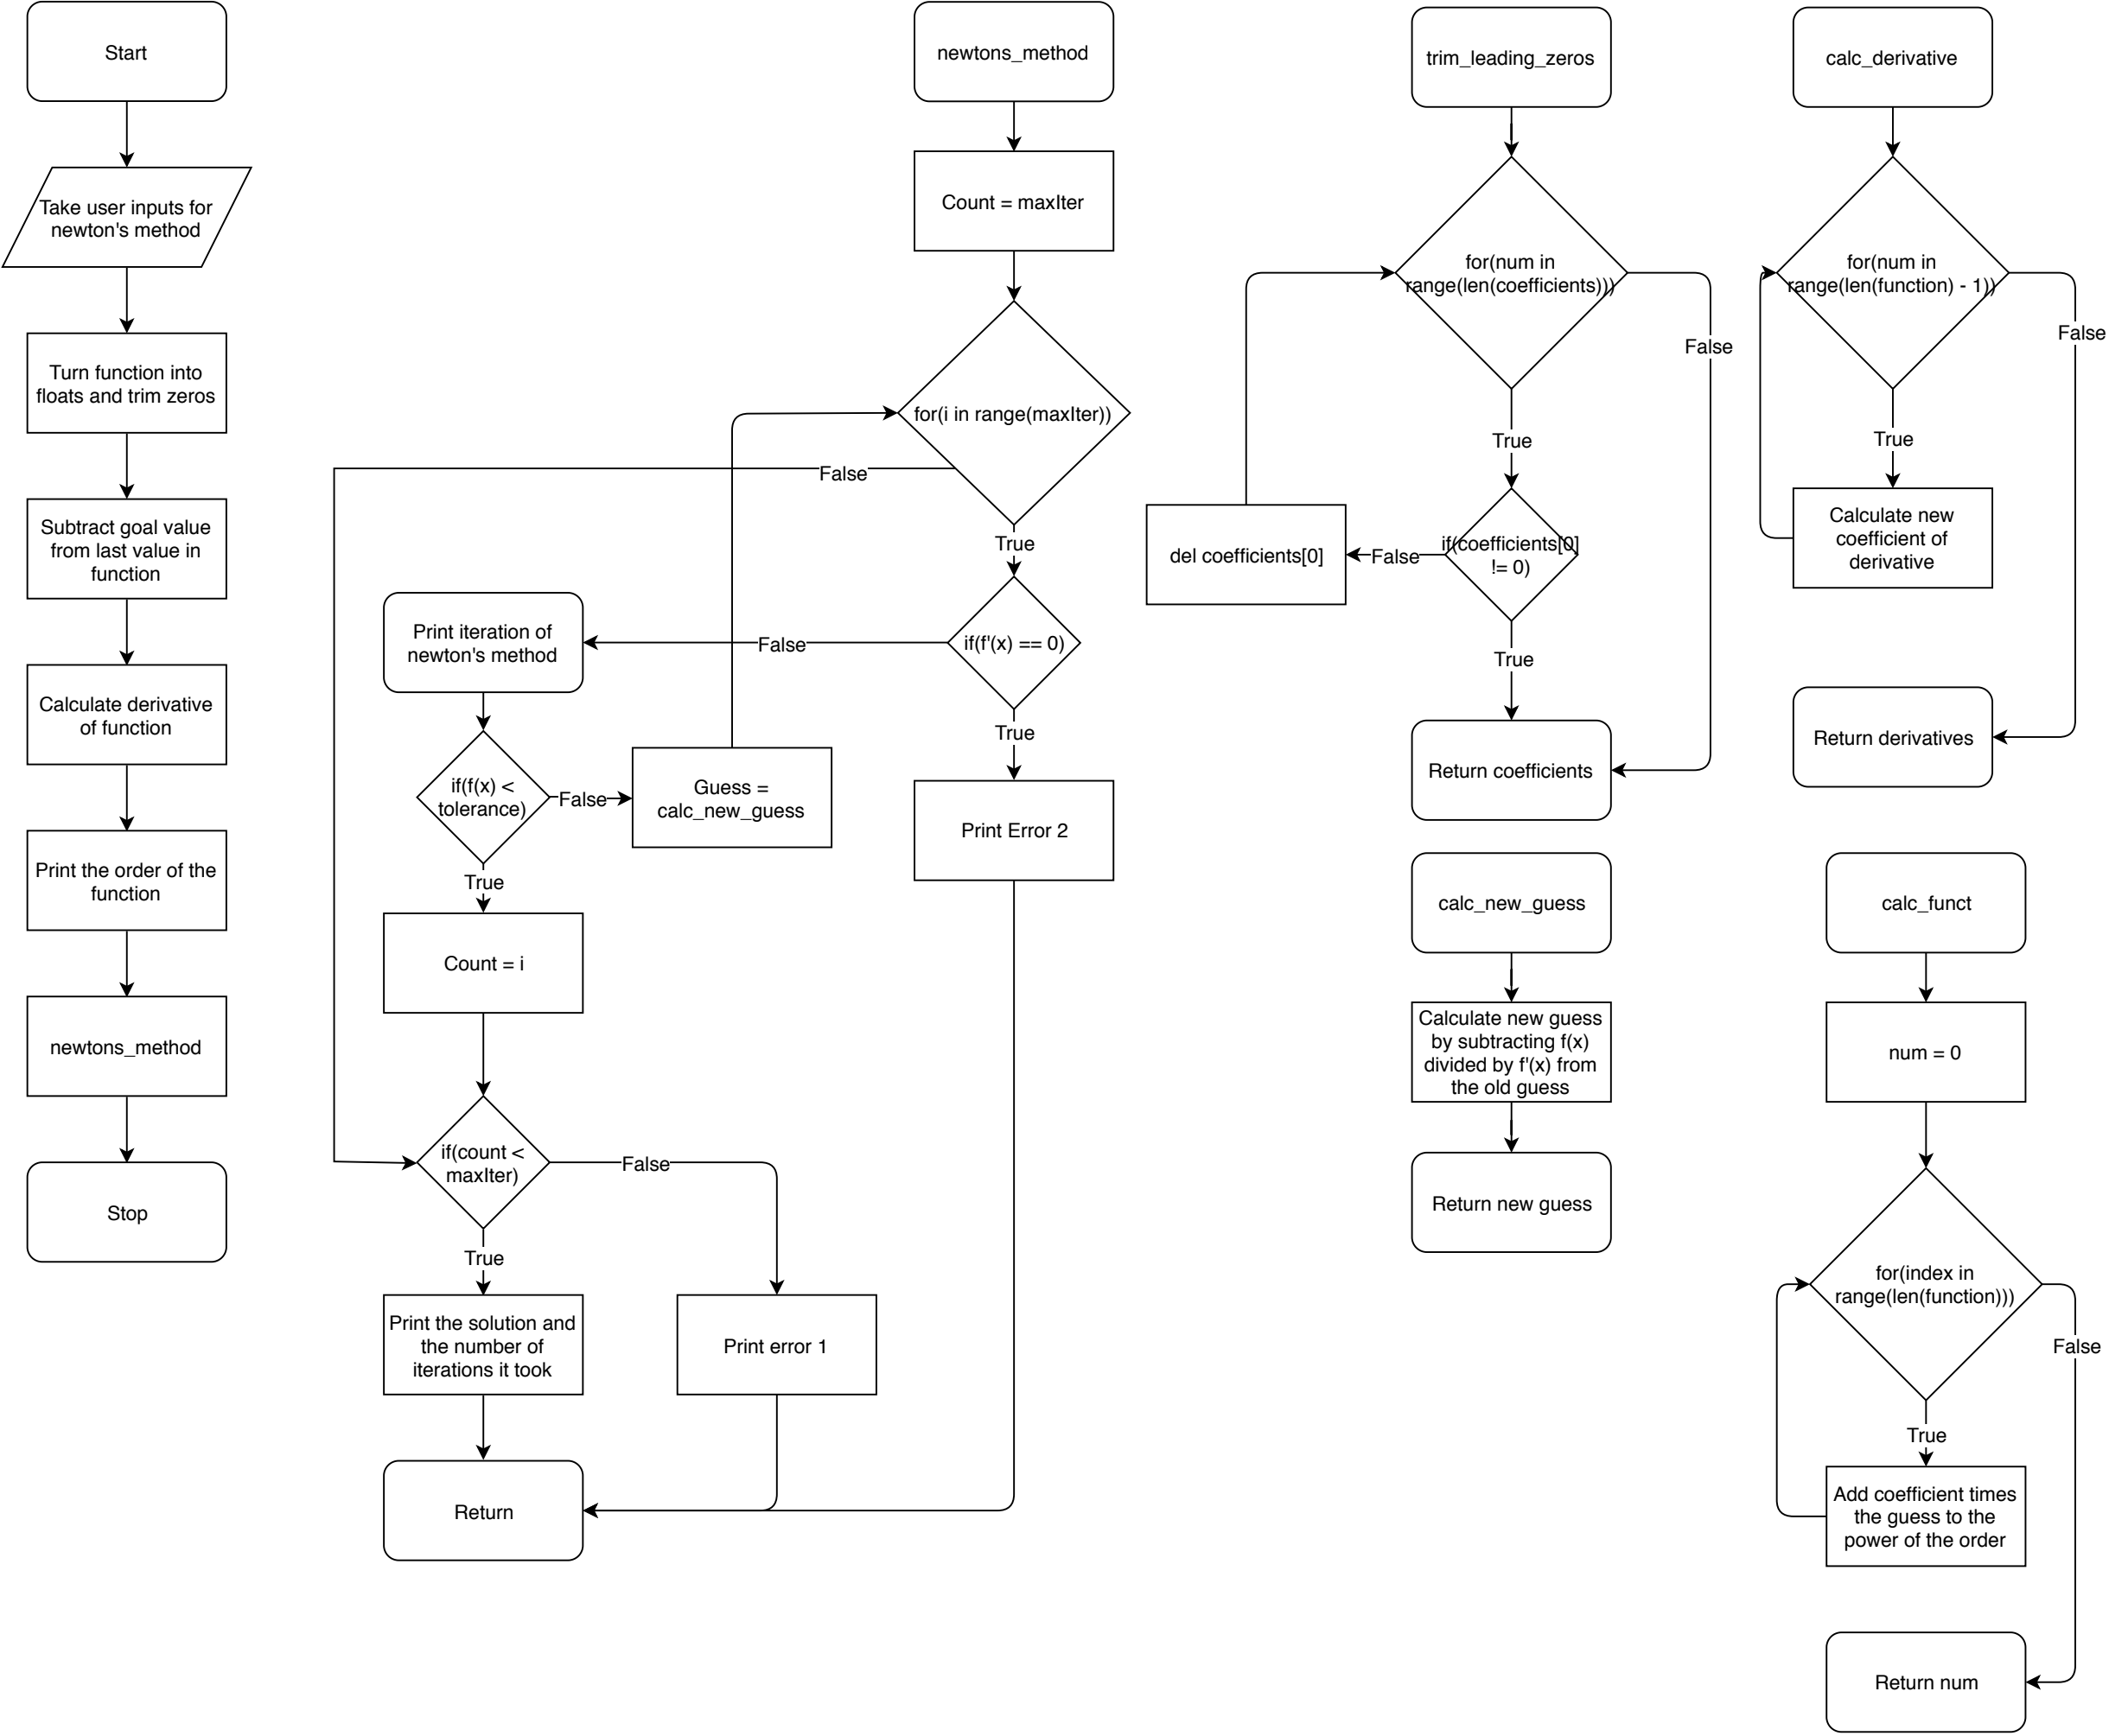 Start
Take user inputs for
newton's method
Turn function into
floats and trim zeros
Subtract goal value
from last value in
function
Calculate derivative
of function
Print the order of the
function
newtons_method
Stop
newtons_method
Count = maxIter
for(i in range(maxIter))
False
True
if(f'(x) == 0)
False
True
Print Error 2
Print iteration of
newton's method
if(f(x) <
tolerance)
False
Guess =
calc_new_guess
True
Count = i
if(count <
maxIter)
False
True
Print the solution and
the number of
iterations it took
Print error 1
Return
trim_leading_zeros
for(num in
range(len(coefficients)))
False
True
if(coefficients[0]
!= 0)
False
del coefficients[0]
True
Return coefficients
calc_derivative
for(num in
range(len(function) - 1))
False
True
Calculate new
coefficient of
derivative
Return derivatives
calc_new_guess
Calculate new guess
by subtracting f(x)
divided by f'(x) from
the old guess
Return new guess
calc_funct
num = 0
for(index in
range(len(function)))
False
True
Add coefficient times
the guess to the
power of the order
Return num